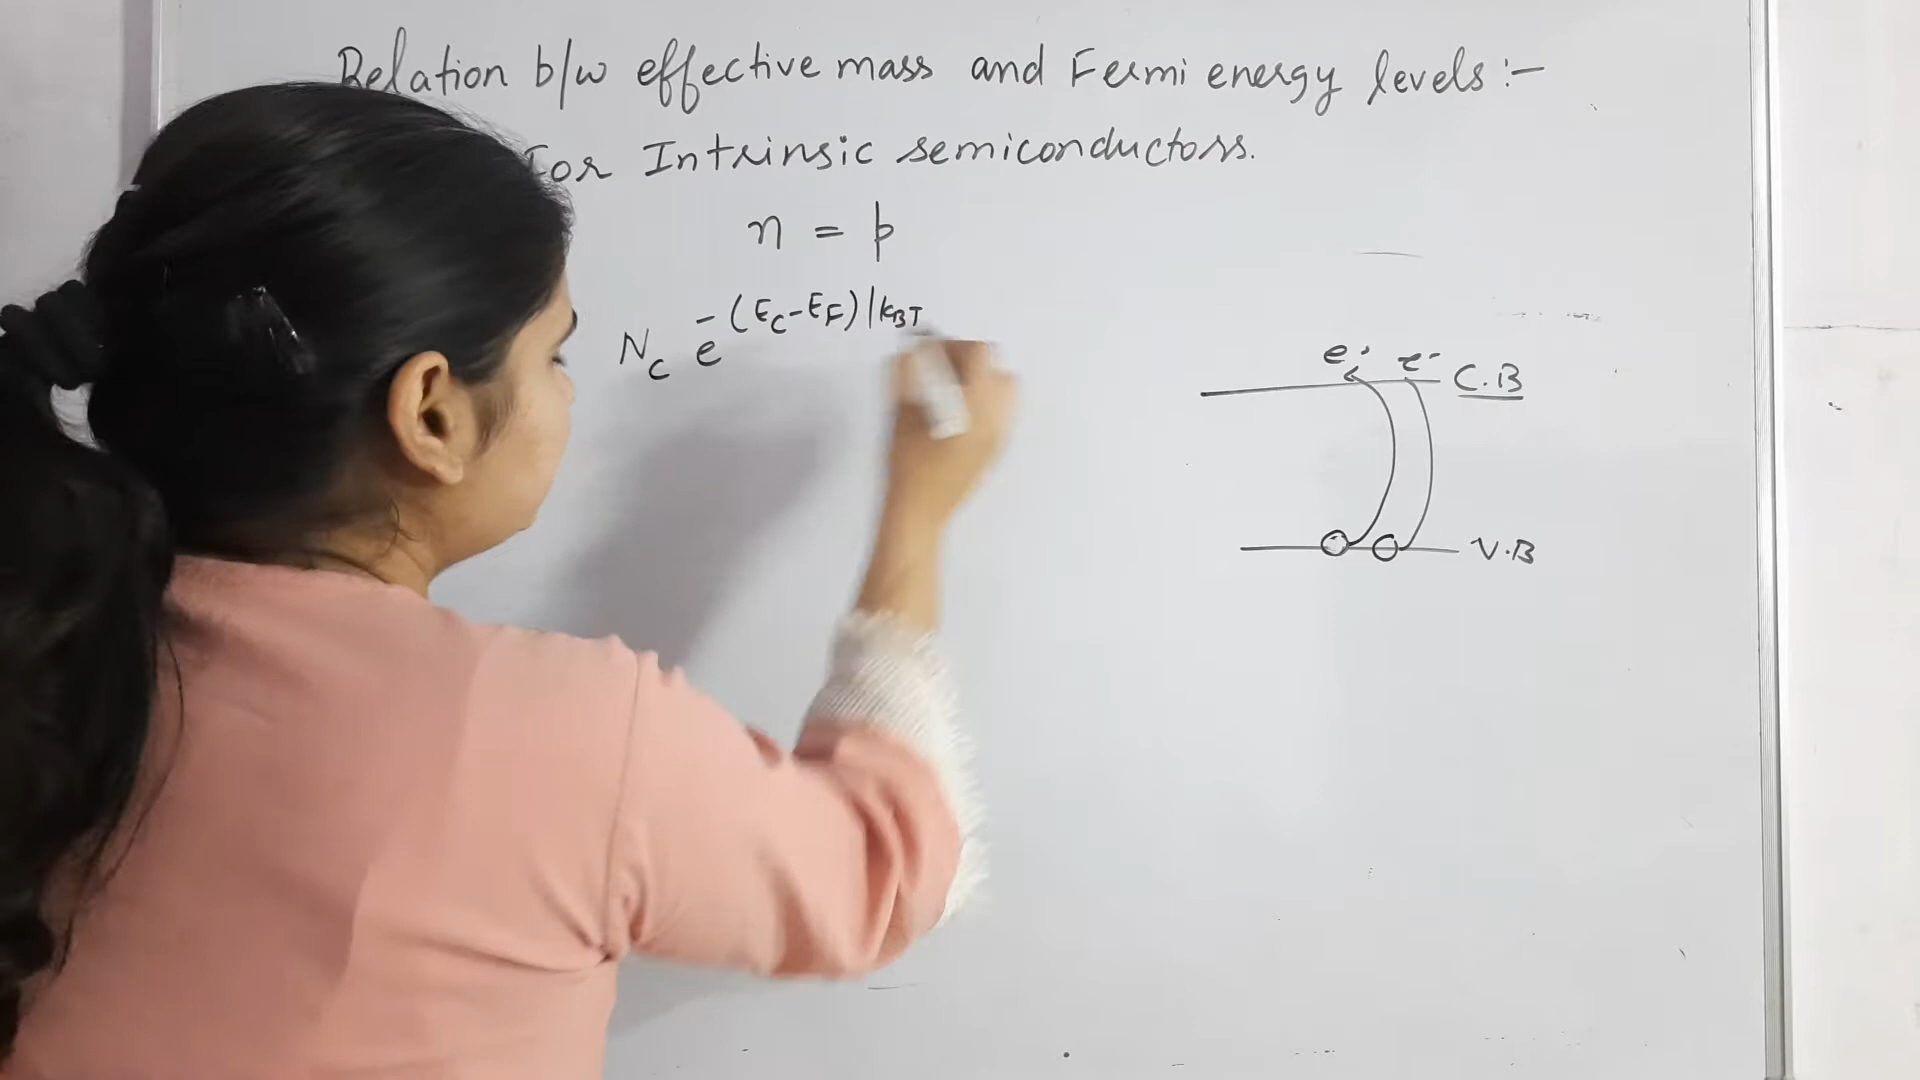 Relation b/w effective mass and Fermi energy levels :-
For Intrinsic semiconductors.
n = p
N_C e^-(E_C-E_F)|k_BT
e- e- C.B
V.B